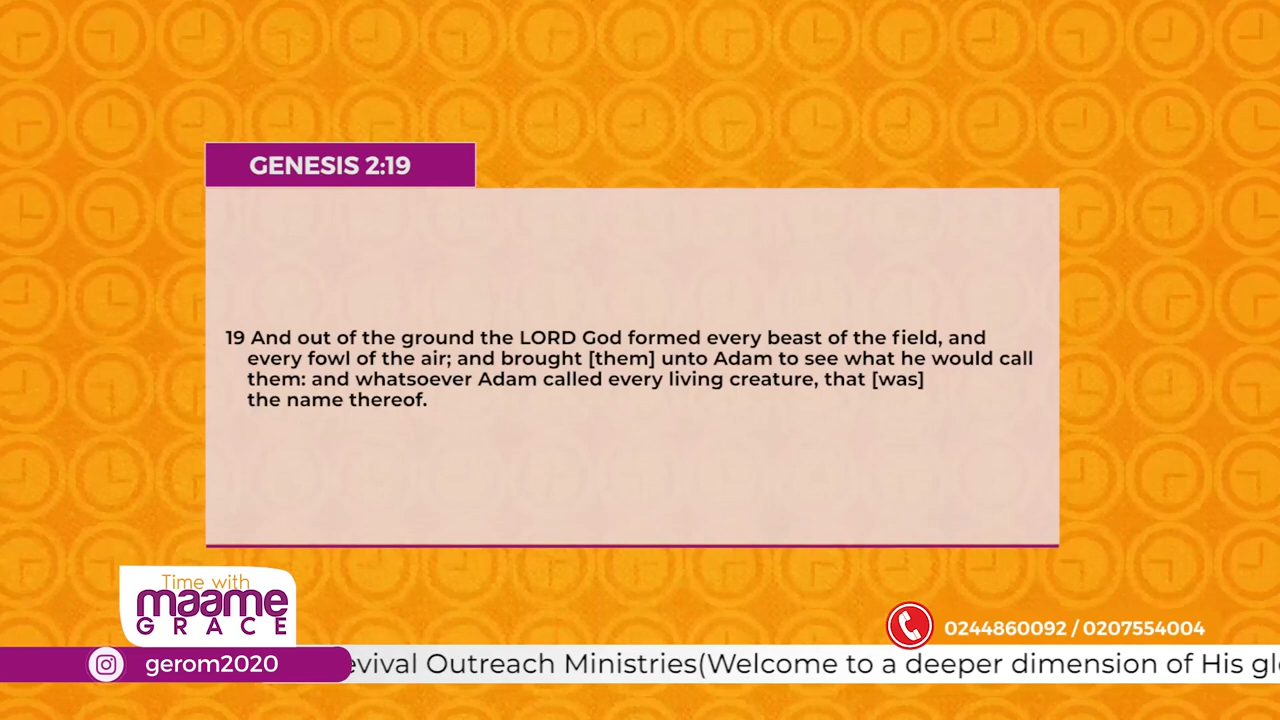 GENESIS 2:19
19 And out of the ground the LORD God formed every beast of the field, and
every fowl of the air; and brought [them] unto Adam to see what he would call
them: and whatsoever Adam called every living creature, that [was]
the name thereof.
Time with
maame
GRACE
0244860092 / 0207554004
gerom2020
evival Outreach Ministries(Welcome to a deeper dimension of His gl